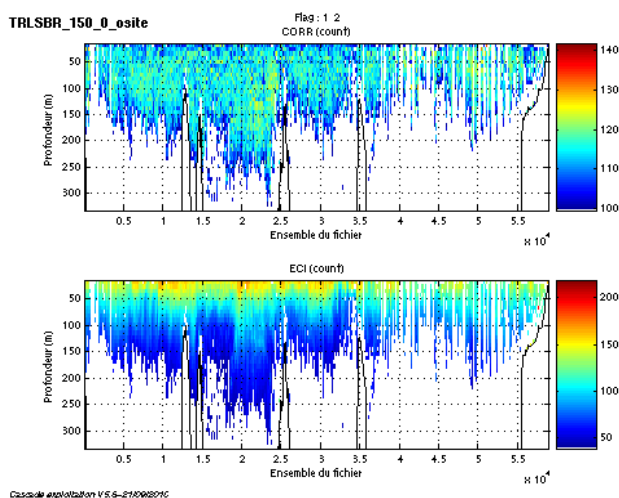 TRLSBR_150_0_osite
Flag : 1 2
CORR (count)
Profondeur (m)
50
100
150
200
250
300
0.5 1 1.5 2 2.5 3 3.5 4 4.5 5 5.5
Ensemble du fichier
x 10^4
140
130
120
110
100
ECI (count)
Profondeur (m)
50
100
150
200
250
300
0.5 1 1.5 2 2.5 3 3.5 4 4.5 5 5.5
Ensemble du fichier
x 10^4
200
150
100
50
Cascade exploitation V5.6-21/09/2010